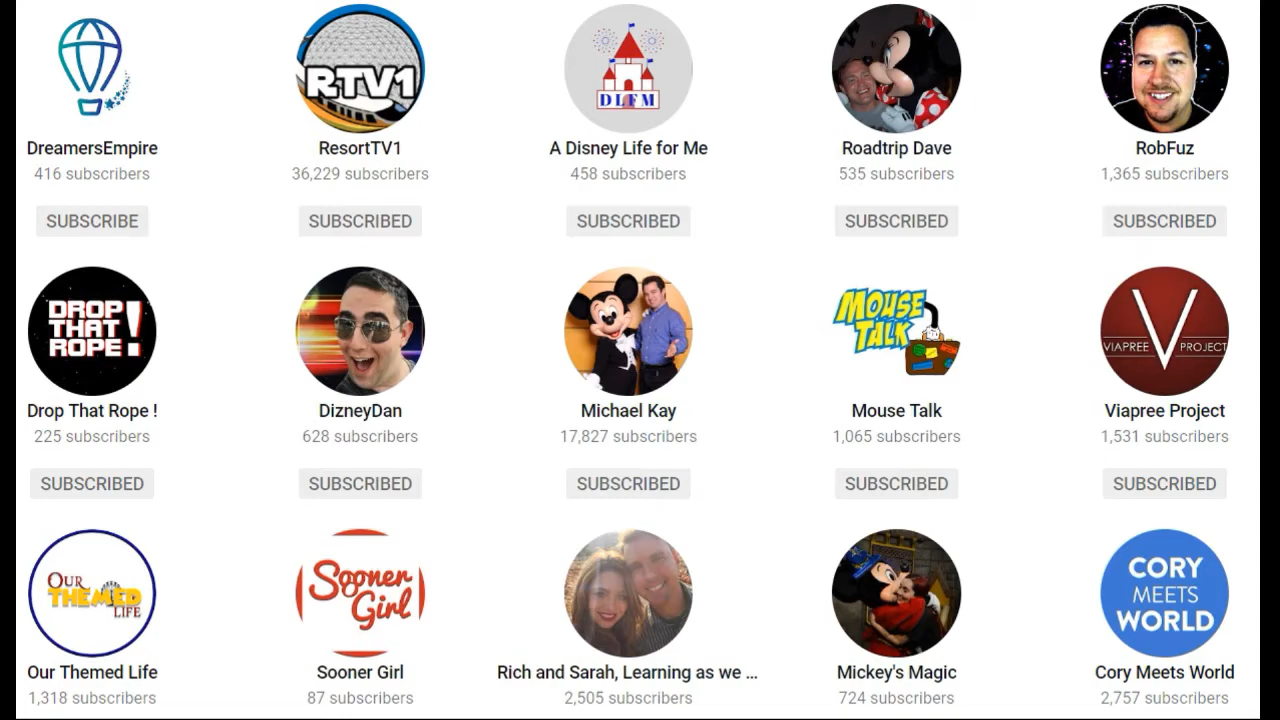 RTV1
DLFM
DreamersEmpire
ResortTV1
A Disney Life for Me
Roadtrip Dave
RobFuz
416 subscribers
36,229 subscribers
458 subscribers
535 subscribers
1,365 subscribers
SUBSCRIBE
SUBSCRIBED
SUBSCRIBED
SUBSCRIBED
SUBSCRIBED
DROP
THAT
ROPE!
MOUSE
TALK
V
VIAPREE PROJECT
Drop That Rope !
DizneyDan
Michael Kay
Mouse Talk
Viapree Project
225 subscribers
628 subscribers
17,827 subscribers
1,065 subscribers
1,531 subscribers
SUBSCRIBED
SUBSCRIBED
SUBSCRIBED
SUBSCRIBED
SUBSCRIBED
OUR
THEMED
LIFE
Sooner
Girl
CORY
MEETS
WORLD
Our Themed Life
Sooner Girl
Rich and Sarah, Learning as we ...
Mickey's Magic
Cory Meets World
1,318 subscribers
87 subscribers
2,505 subscribers
724 subscribers
2,757 subscribers